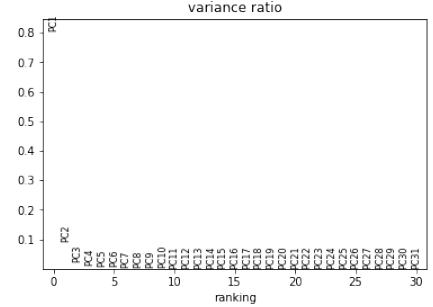 variance ratio
0.8
0.7
0.6
0.5
0.4
0.3
0.2
0.1
PC1
PC2
PC3
PC4
PC5
PC6
PC7
PC8
PC9
PC10
PC11
PC12
PC13
PC14
PC15
PC16
PC17
PC18
PC19
PC20
PC21
PC22
PC23
PC24
PC25
PC26
PC27
PC28
PC29
PC30
PC31
0 5 10 15 20 25 30
ranking